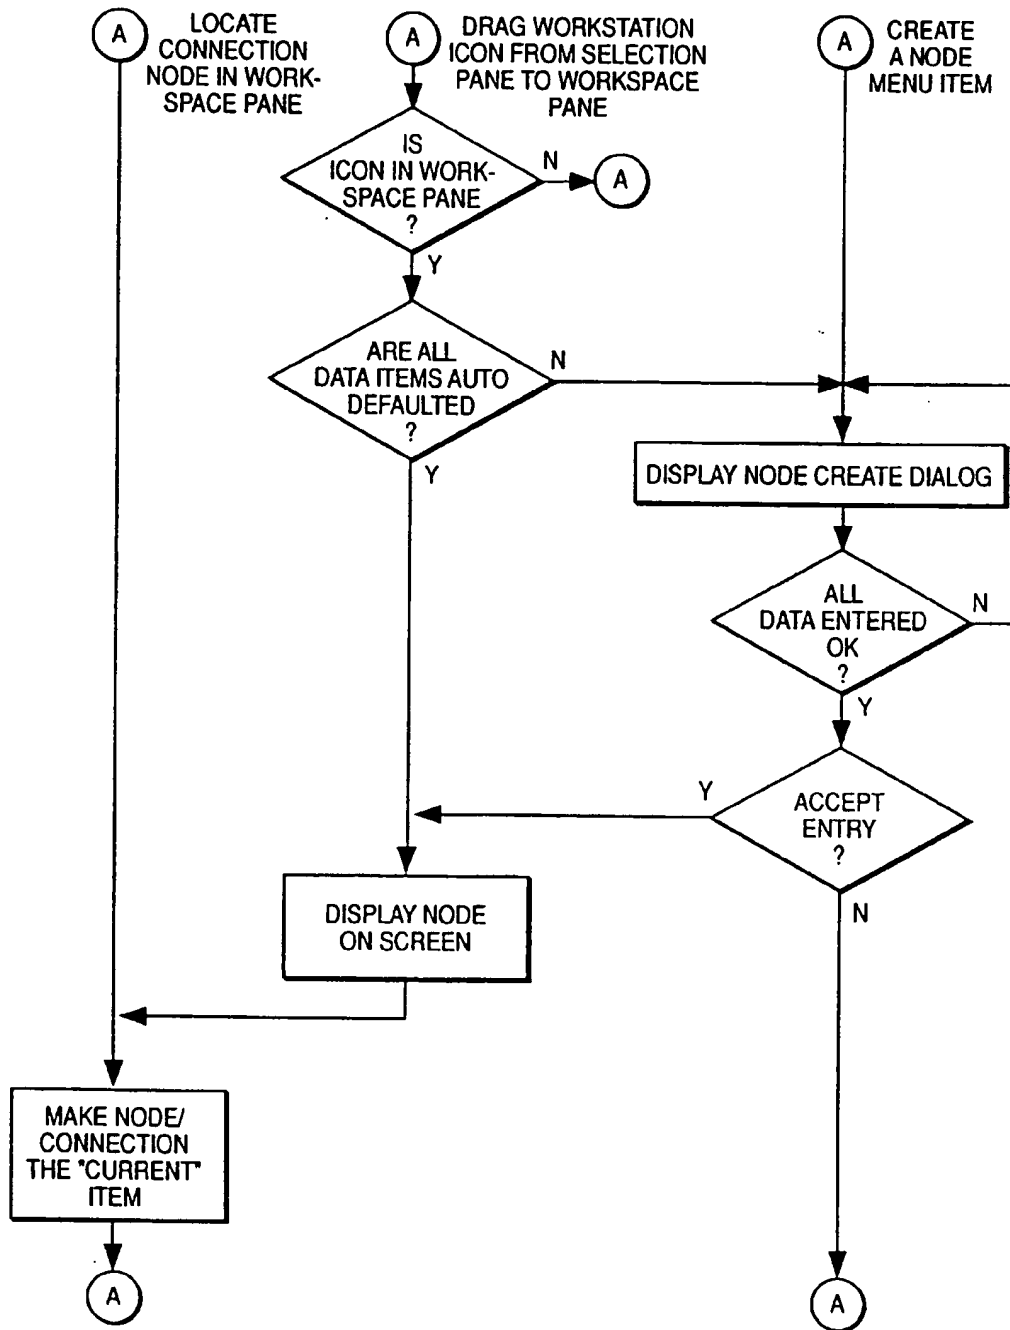 A
LOCATE
CONNECTION
NODE IN WORK-
SPACE PANE
A
DRAG WORKSTATION
ICON FROM SELECTION
PANE TO WORKSPACE
PANE
A
CREATE
A NODE
MENU ITEM
IS
ICON IN WORK-
SPACE PANE
?
N
A
Y
ARE ALL
DATA ITEMS AUTO
DEFAULTED
?
N
Y
DISPLAY NODE CREATE DIALOG
ALL
DATA ENTERED
OK
?
N
Y
ACCEPT
ENTRY
?
Y
N
DISPLAY NODE
ON SCREEN
MAKE NODE/
CONNECTION
THE "CURRENT"
ITEM
A
A